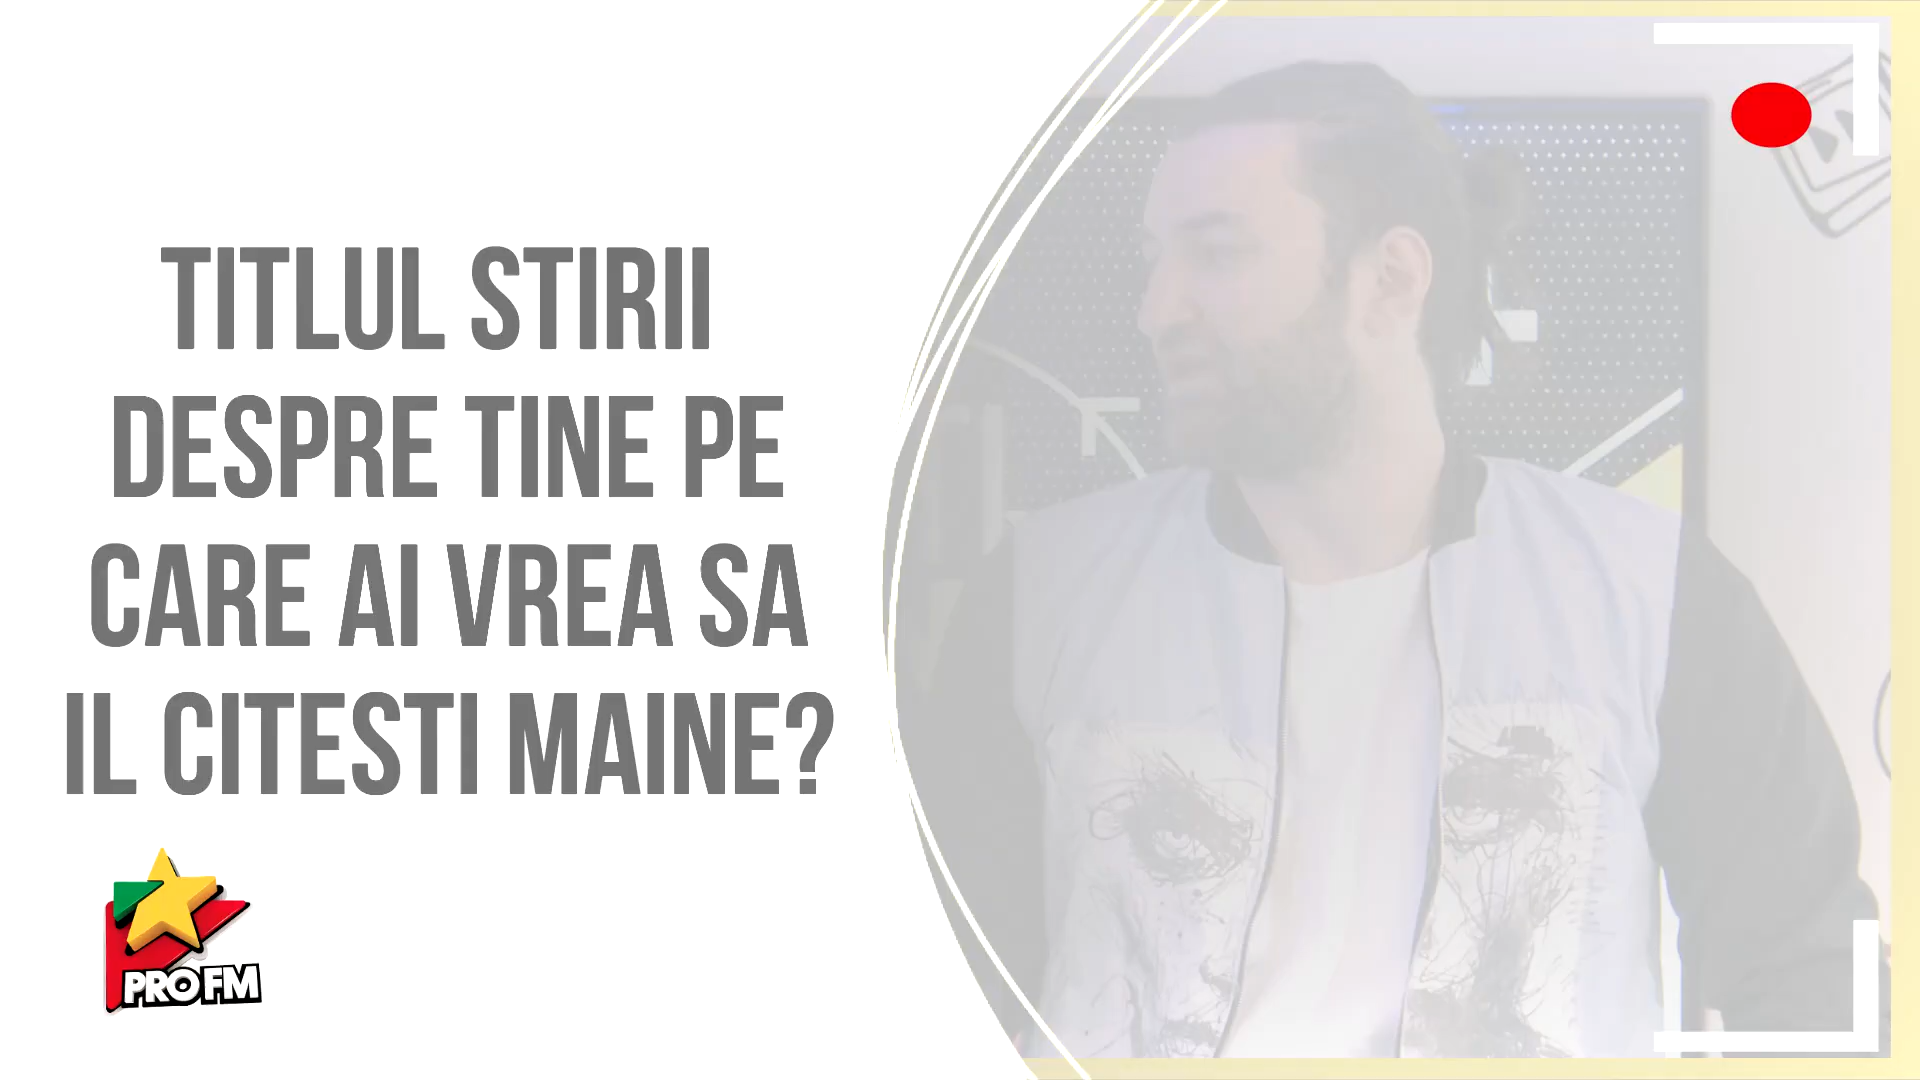 TITLUL STIRII
DESPRE TINE PE
CARE AI VREA SA
IL CITESTI MAINE?
PRO FM